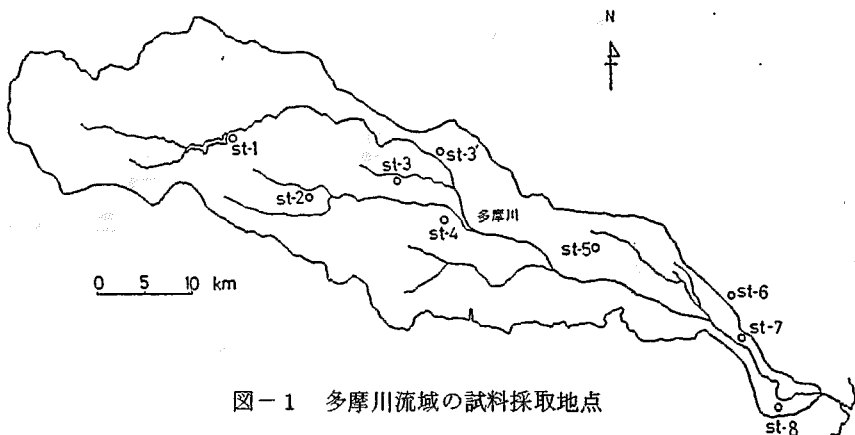 N
st-1
st-3'
st-3
st-2
多摩川
st-4
st-5
0 5 10 km
st-6
st-7
図-1 多摩川流域の試料採取地点
st-8